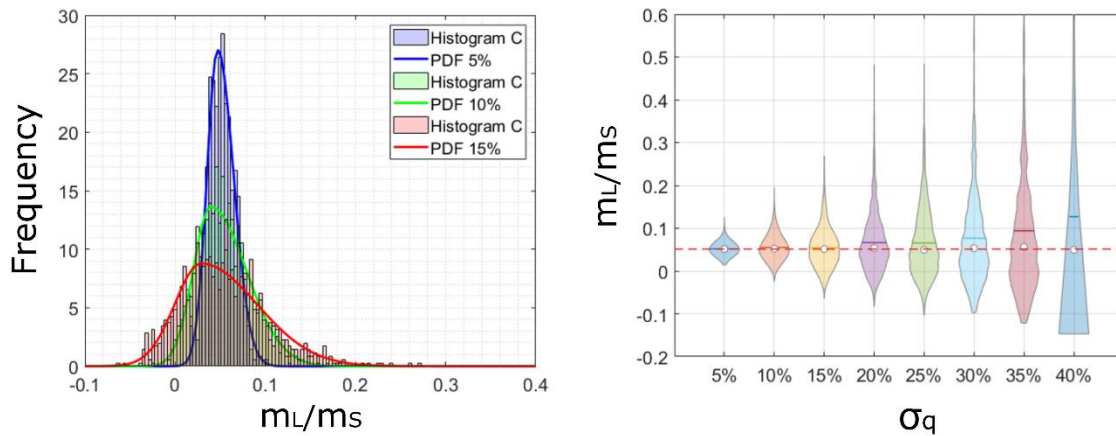 30
25
20
15
10
5
0
Frequency
-0.1
0
0.1
0.2
0.3
0.4
mL/mS
Histogram C
PDF 5%
Histogram C
PDF 10%
Histogram C
PDF 15%
0.6
0.5
0.4
0.3
0.2
0.1
0
-0.1
-0.2
mL/mS
5% 10% 15% 20% 25% 30% 35% 40%
σq